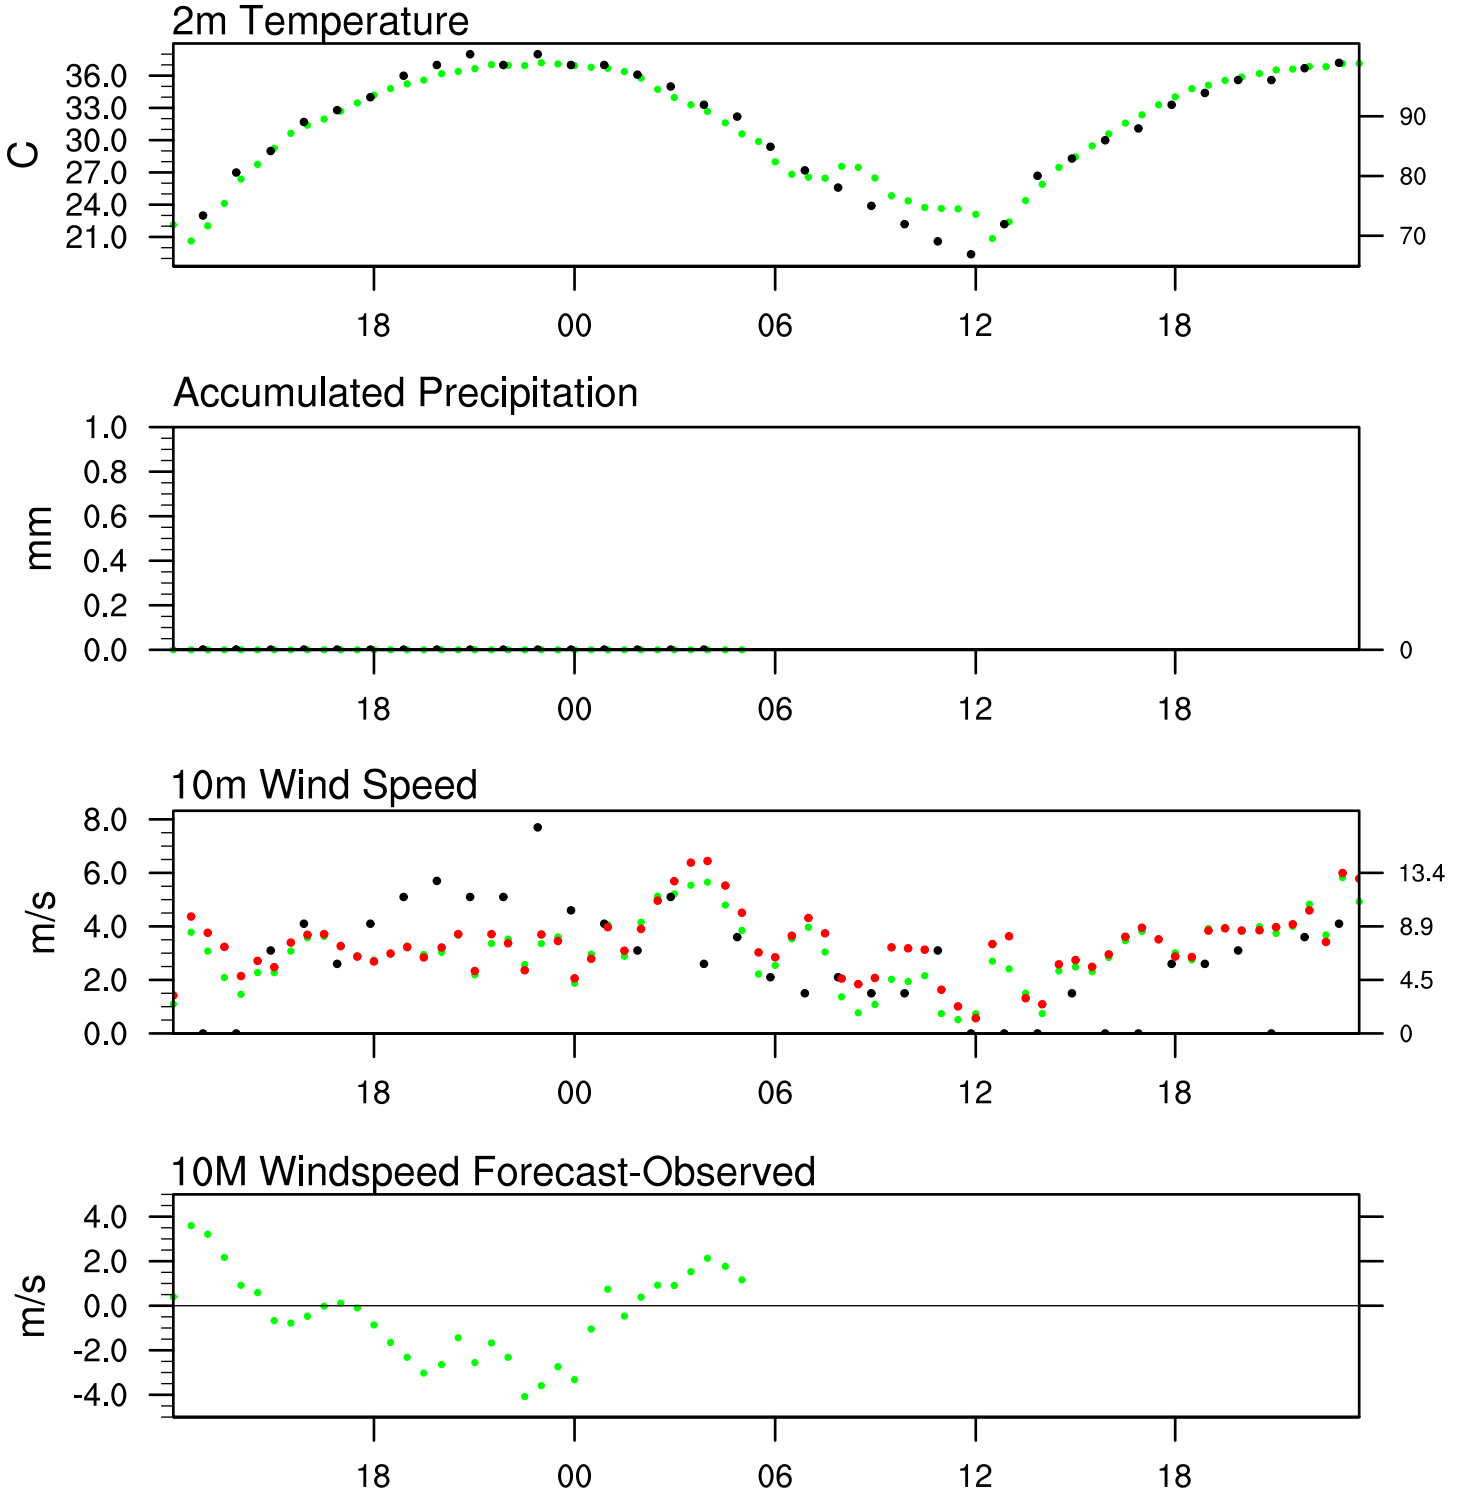 2m Temperature
36.0
33.0
30.0
27.0
24.0
21.0
C
90
80
70
18 00 06 12 18
Accumulated Precipitation
1.0
0.8
0.6
0.4
0.2
0.0
mm
0
18 00 06 12 18
10m Wind Speed
8.0
6.0
4.0
2.0
0.0
m/s
13.4
8.9
4.5
0
18 00 06 12 18
10M Windspeed Forecast-Observed
4.0
2.0
0.0
-2.0
-4.0
m/s
18 00 06 12 18